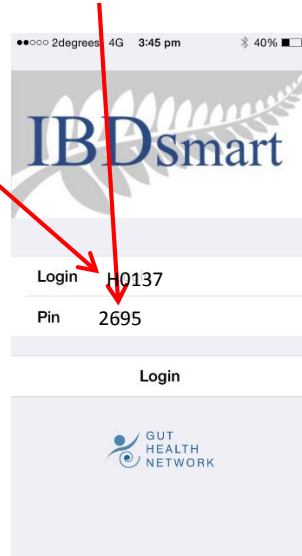 ●●○○○ 2degrees 4G 3:45 pm 40%
IBDsmart
Login H0137
Pin 2695
Login
GUT
HEALTH
NETWORK